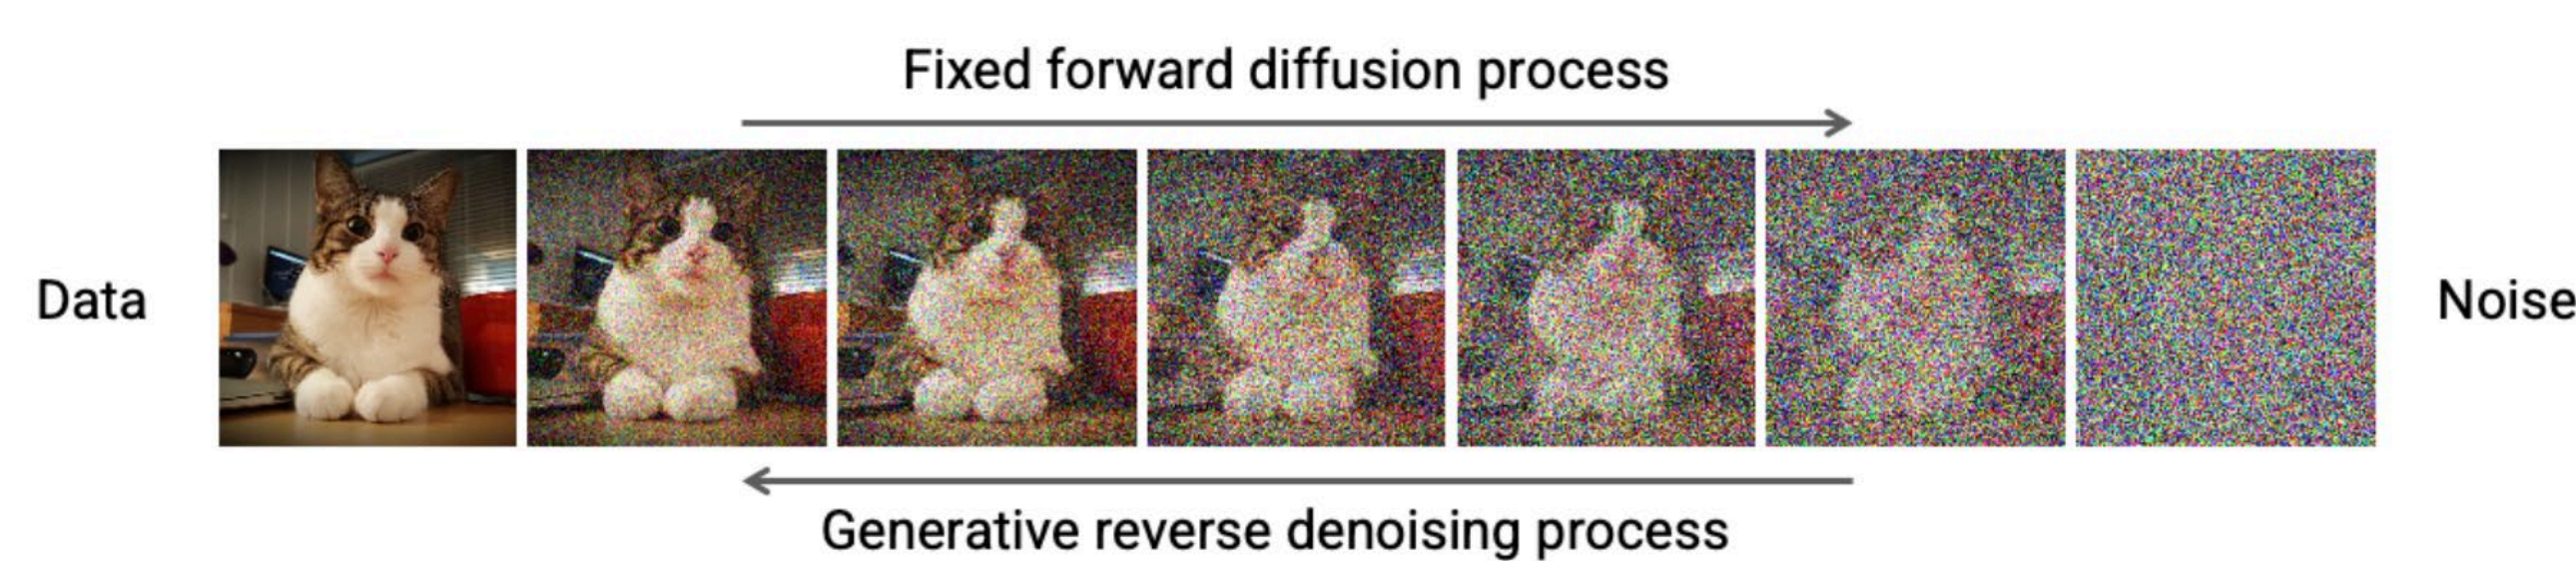 Fixed forward diffusion process
Data
Noise
Generative reverse denoising process